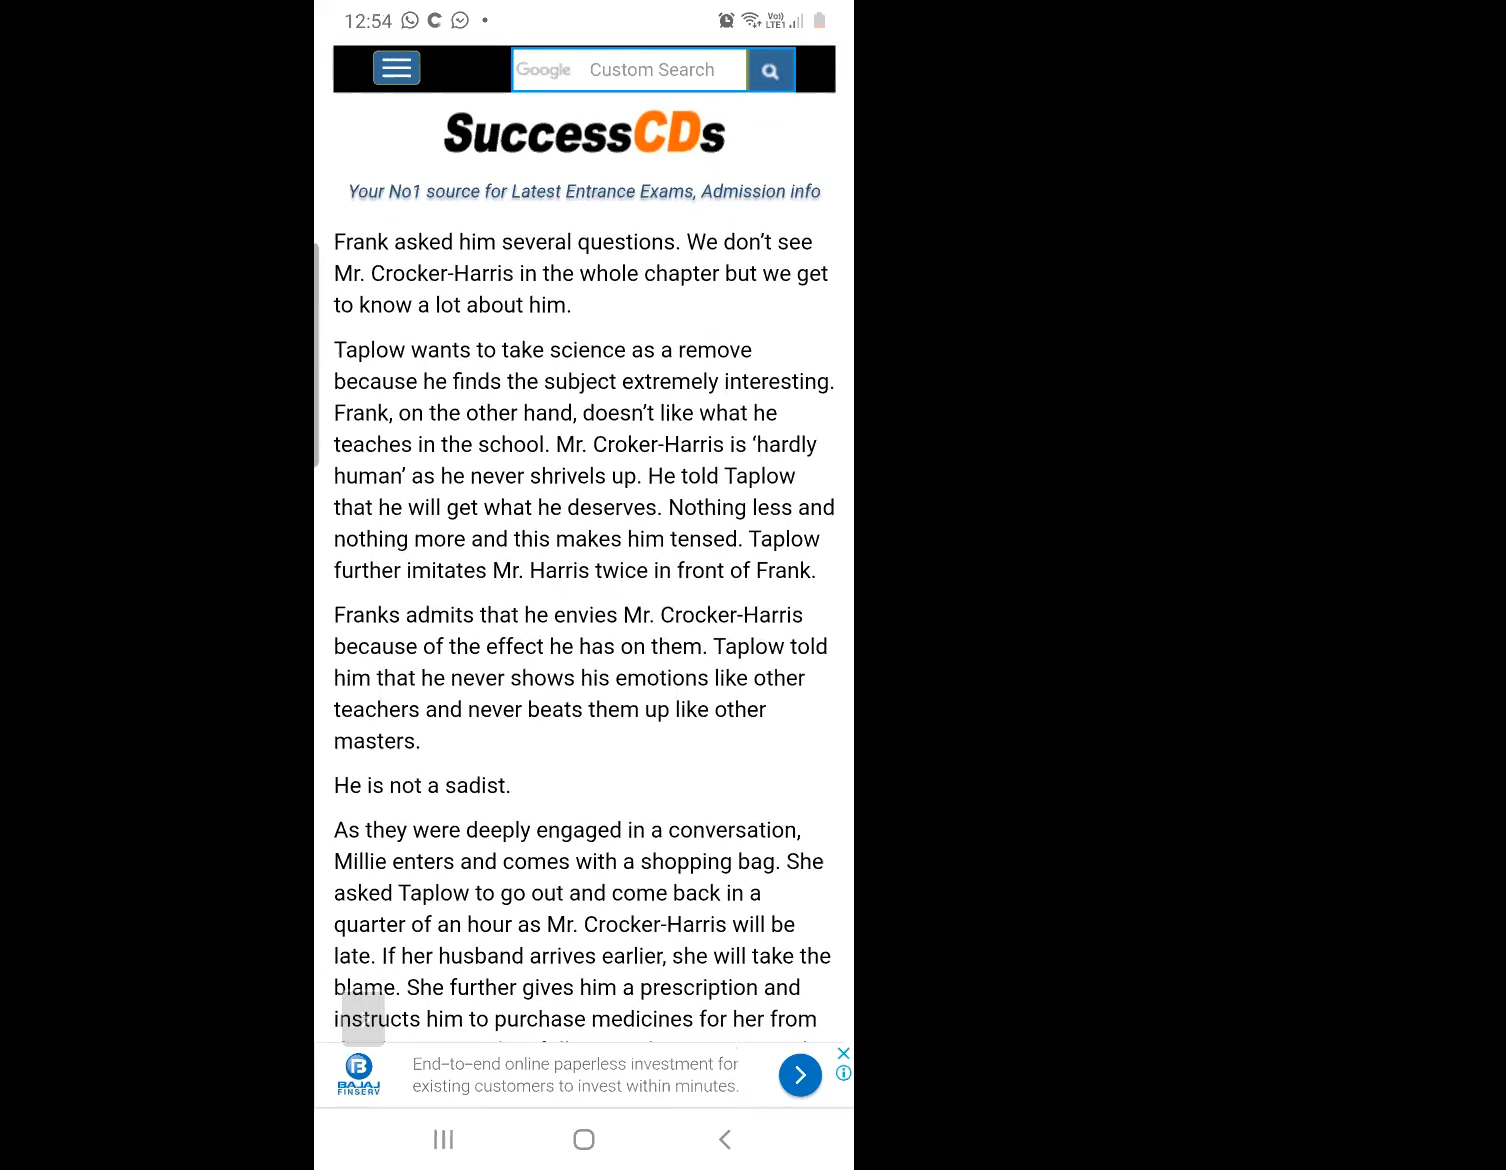 12:54
Vo)) LTE1
Google Custom Search
SuccessCDs
Your No1 source for Latest Entrance Exams, Admission info
Frank asked him several questions. We don’t see
Mr. Crocker-Harris in the whole chapter but we get
to know a lot about him.
Taplow wants to take science as a remove
because he finds the subject extremely interesting.
Frank, on the other hand, doesn’t like what he
teaches in the school. Mr. Croker-Harris is ‘hardly
human’ as he never shrivels up. He told Taplow
that he will get what he deserves. Nothing less and
nothing more and this makes him tensed. Taplow
further imitates Mr. Harris twice in front of Frank.
Franks admits that he envies Mr. Crocker-Harris
because of the effect he has on them. Taplow told
him that he never shows his emotions like other
teachers and never beats them up like other
masters.
He is not a sadist.
As they were deeply engaged in a conversation,
Millie enters and comes with a shopping bag. She
asked Taplow to go out and come back in a
quarter of an hour as Mr. Crocker-Harris will be
late. If her husband arrives earlier, she will take the
blame. She further gives him a prescription and
instructs him to purchase medicines for her from
End-to-end online paperless investment for
existing customers to invest within minutes.
BAJAJ
FINSERV